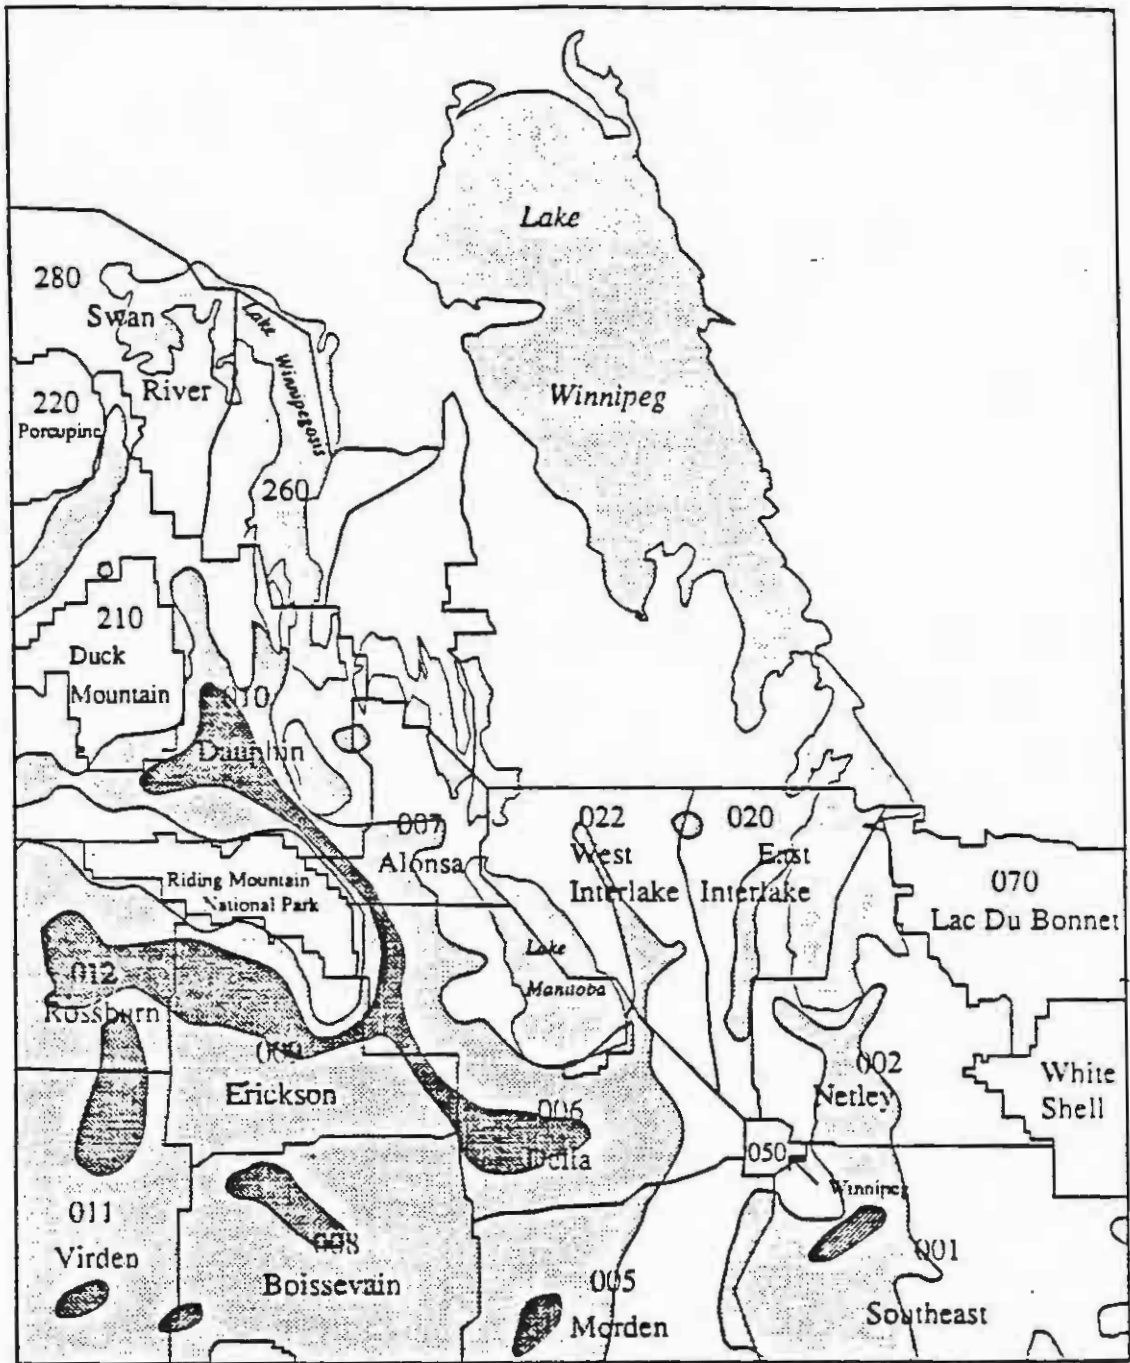 Lake
Winnipeg
280
Swan
River
Lake
Winnipegosis
220
Porcupine
260
210
Duck
Mountain
010
Dauphin
007
Alonsa
022
West
Interlake
020
East
Interlake
070
Lac Du Bonnet
Riding Mountain
National Park
Lake
Manitoba
012
Rossburn
009
Erickson
002
Netley
White
Shell
006
Delta
050
Winnipeg
011
Virden
008
Boissevain
005
Morden
001
Southeast